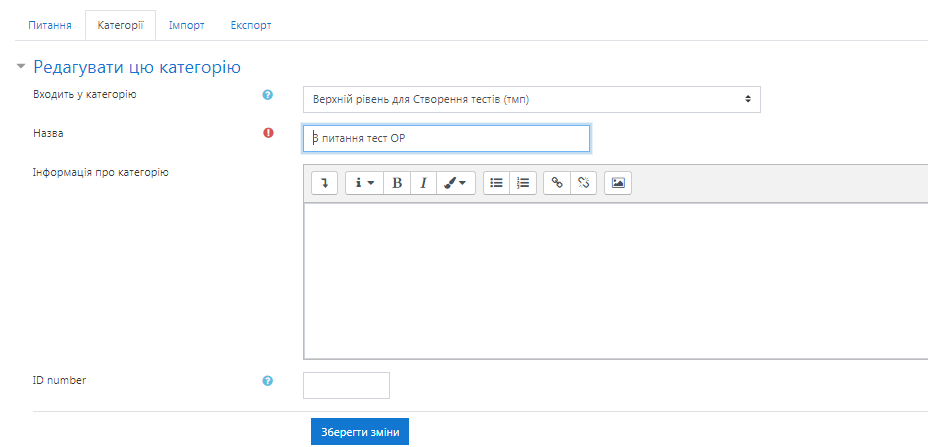 Питання Категорії Імпорт Експорт
Редагувати цю категорію
Входить у категорію Верхній рівень для Створення тестів (тмп)
Назва 3 питання тест ОР
Інформація про категорію
ID number
Зберегти зміни